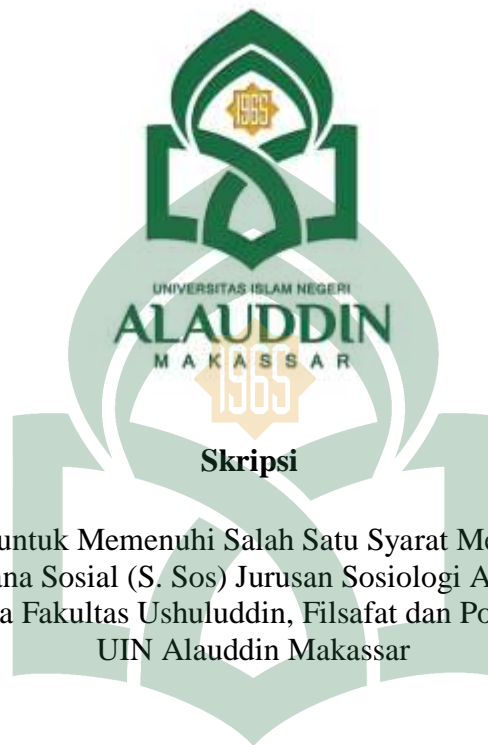 1965
UNIVERSITAS ISLAM NEGERI
ALAUDDIN
MAKASSAR
1965
Skripsi
untuk Memenuhi Salah Satu Syarat
ana Sosial (S. Sos) Jurusan Sosiologi
a Fakultas Ushuluddin, Filsafat dan
UIN Alauddin Makassar